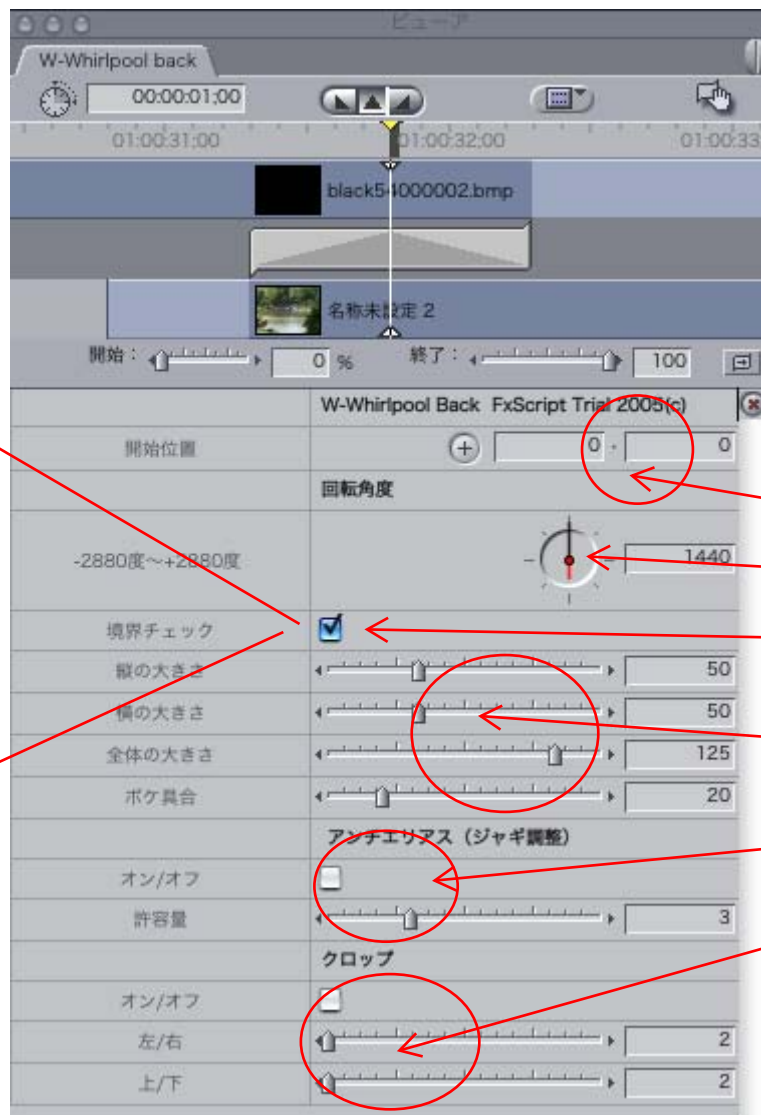 ビューア
W-Whirlpool back
00:00:01;00
01:00:31;00 01:00:32;00 01:00:33
black54000002.bmp
名称未設定 2
開始： 0 % 終了： 100
W-Whirlpool Back FxScript Trial 2005(c)
開始位置 0 , 0
回転角度
-2880度〜+2880度 1440
境界チェック
縦の大きさ 50
横の大きさ 50
全体の大きさ 125
ボケ具合 20
アンチエリアス（ジャギ調整）
オン/オフ
許容量 3
クロップ
オン/オフ
左/右 2
上/下 2